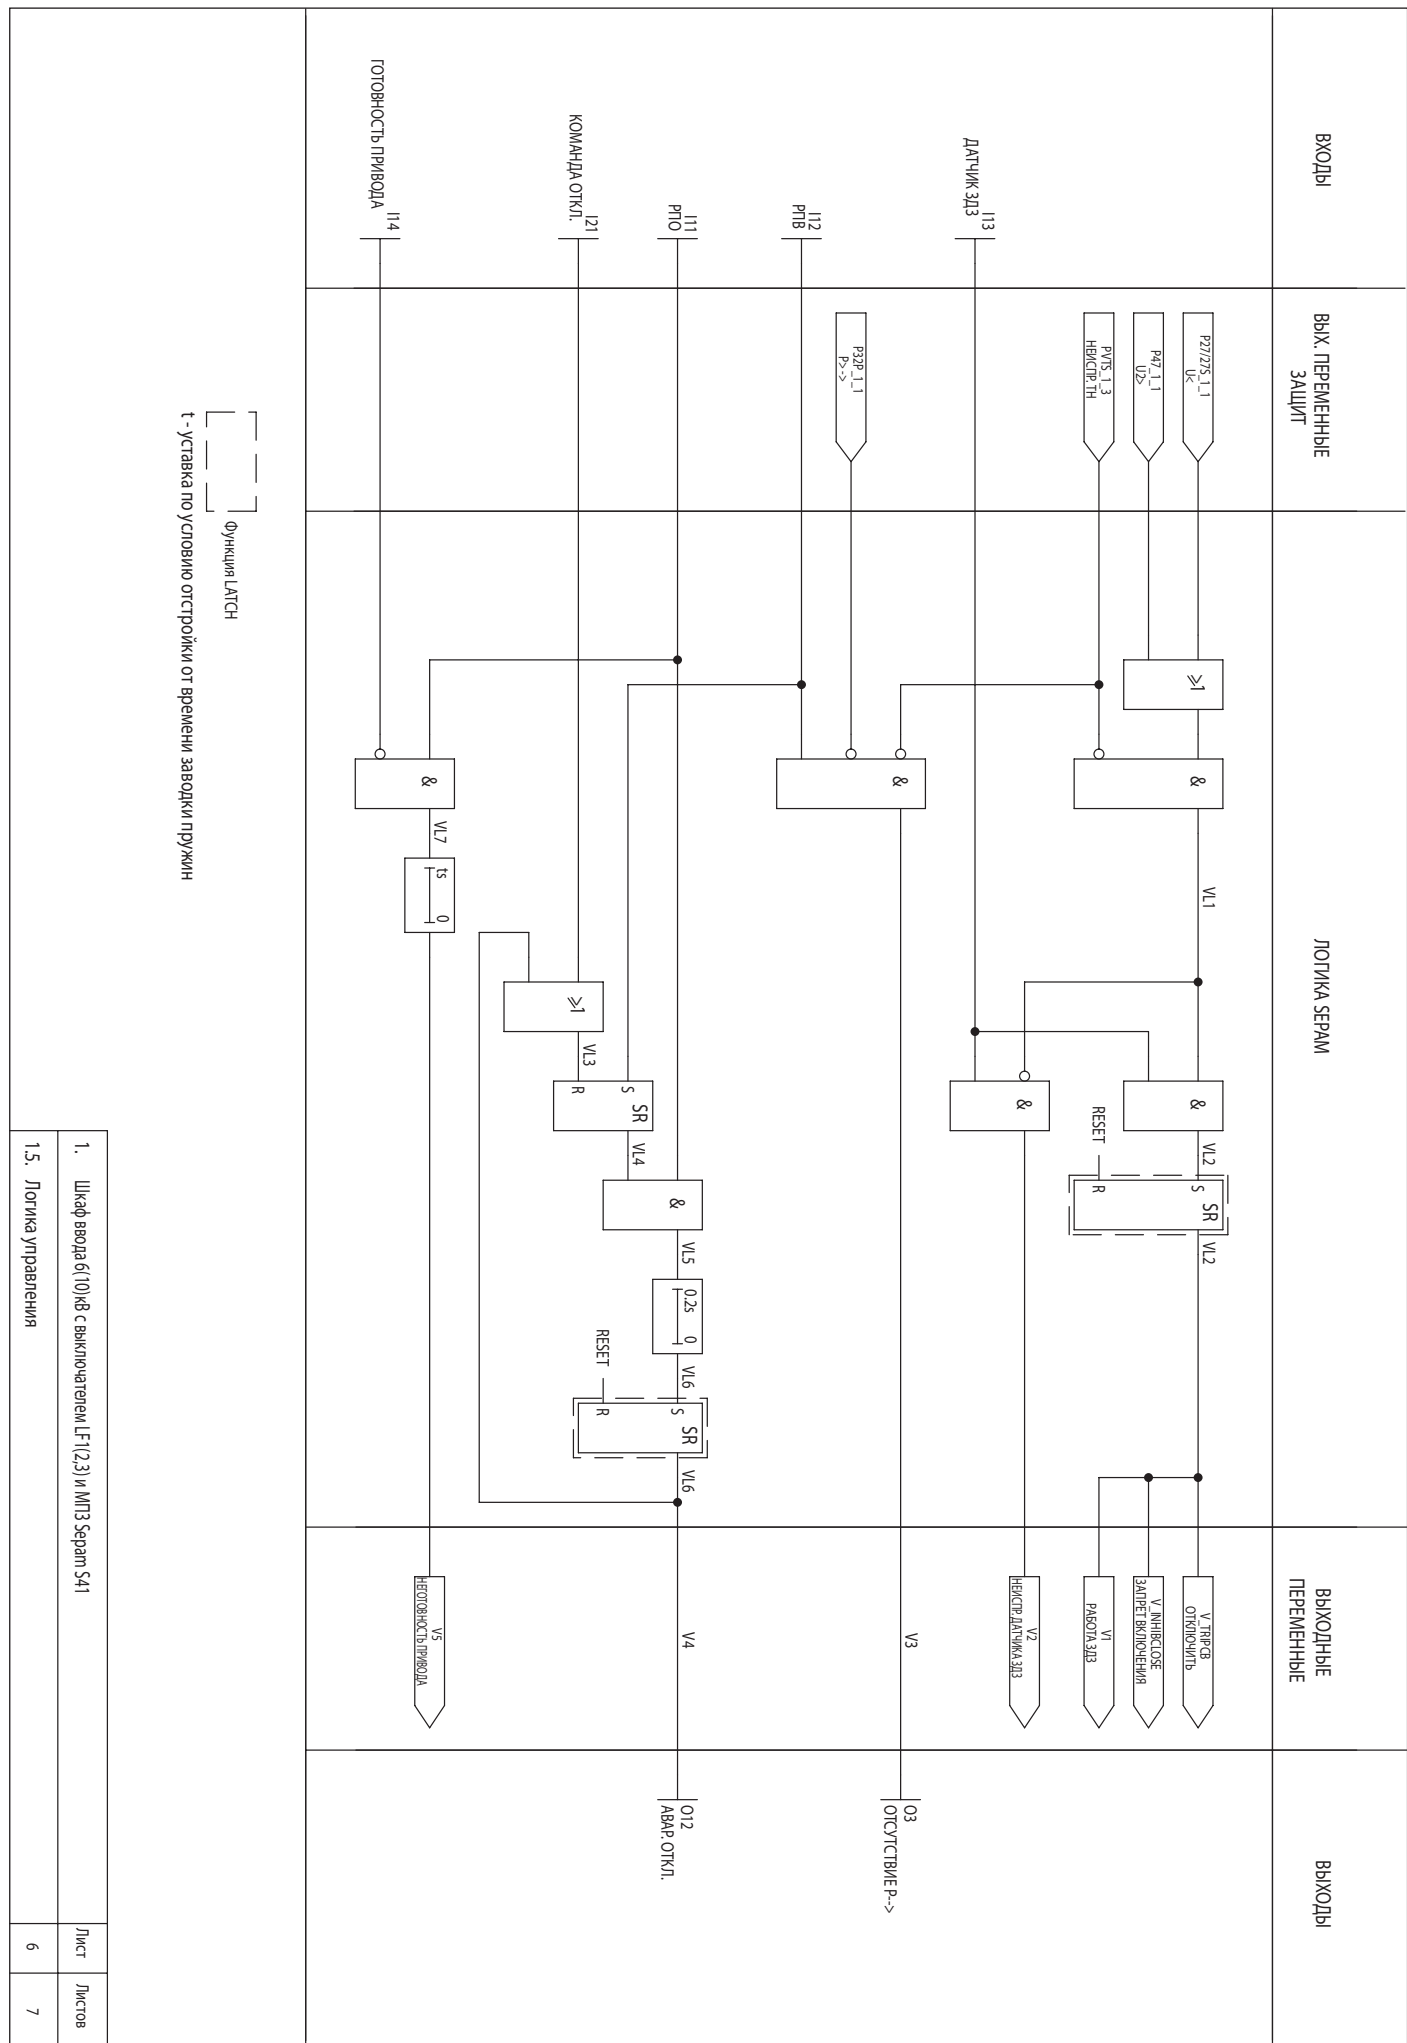 ВХОДЫ
ВЫХ. ПЕРЕМЕННЫЕ
ЗАЩИТ
ЛОГИКА SEPAM
ВЫХОДНЫЕ
ПЕРЕМЕННЫЕ
ВЫХОДЫ
P27/27S_1_1
U<
P47_1_1
U2>
PVTS_1_3
НЕИСПР. ТН
⩾1
&
VL1
&
VL2
S
SR
R
RESET
VL2
V_TRIPCB
ОТКЛЮЧИТЬ
V_INHIBCLOSE
ЗАПРЕТ ВКЛЮЧЕНИЯ
V1
РАБОТА ЗДЗ
I13
ДАТЧИК ЗДЗ
&
V2
НЕИСПР. ДАТЧИКА ЗДЗ
P32P_1_1
P> ->
I12
РПВ
&
V3
O3
ОТСУТСТВИЕ P-->
I11
РПО
&
VL5
0.2s
0
VL6
S
SR
R
RESET
VL6
V4
O12
АВАР. ОТКЛ.
I21
КОМАНДА ОТКЛ.
⩾1
VL3
S
SR
R
VL4
I14
ГОТОВНОСТЬ ПРИВОДА
&
VL7
ts
0
V5
НЕГОТОВНОСТЬ ПРИВОДА
Функция LATCH
t - уставка по условию отстройки от времени заводки пружин
1. Шкаф ввода 6(10)кВ с выключателем LF1(2,3) и МПЗ Sepam S41
Лист
Листов
1.5. Логика управления
6
7